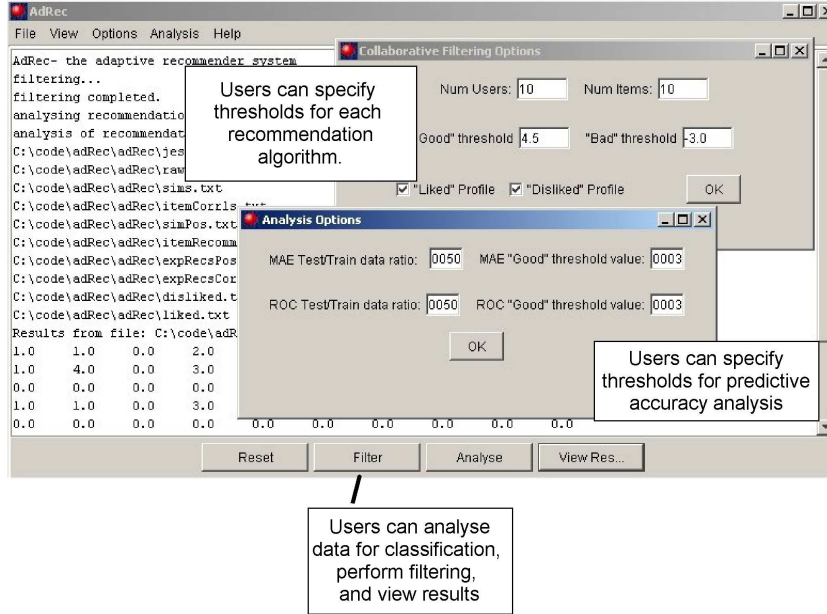 AdRec
File View Options Analysis Help
AdRec- the adaptive recommender system
filtering...
filtering completed.
analysing recommendatio
analysis of recommendat
C:\code\adRec\adRec\jes
C:\code\adRec\adRec\raw
C:\code\adRec\adRec\sims.txt
C:\code\adRec\adRec\itemCorrls.txt
C:\code\adRec\adRec\simPos.txt
C:\code\adRec\adRec\itemRecomm
C:\code\adRec\adRec\expRecsPos
C:\code\adRec\adRec\expRecsCor
C:\code\adRec\adRec\disliked.t
C:\code\adRec\adRec\liked.txt
Results from file: C:\code\adR
1.0 1.0 0.0 2.0
1.0 4.0 0.0 3.0
0.0 0.0 0.0 0.0
1.0 1.0 0.0 3.0
0.0 0.0 0.0 0.0 0.0 0.0 0.0 0.0 0.0 0.0
Collaborative Filtering Options
Num Users: 10 Num Items: 10
Good" threshold 4.5 "Bad" threshold -3.0
"Liked" Profile "Disliked" Profile OK
Users can specify
thresholds for each
recommendation
algorithm.
Analysis Options
MAE Test/Train data ratio: 0050 MAE "Good" threshold value: 0003
ROC Test/Train data ratio: 0050 ROC "Good" threshold value: 0003
OK
Users can specify
thresholds for predictive
accuracy analysis
Reset Filter Analyse View Res...
Users can analyse
data for classification,
perform filtering,
and view results